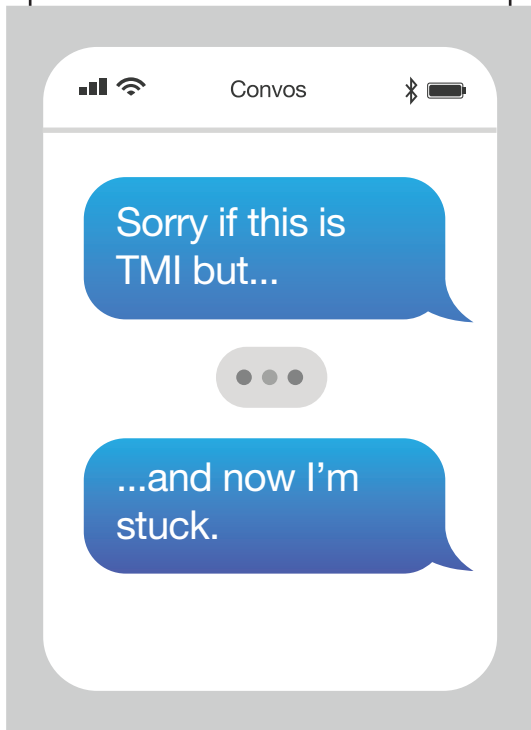 Convos
Sorry if this is
TMI but...
...and now I’m
stuck.